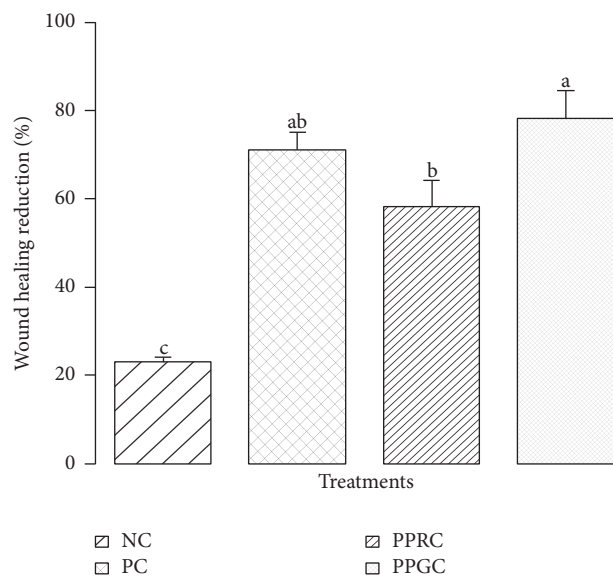 Wound healing reduction (%)
100
80
60
40
20
0
c
ab
b
a
Treatments
NC
PC
PPRC
PPGC